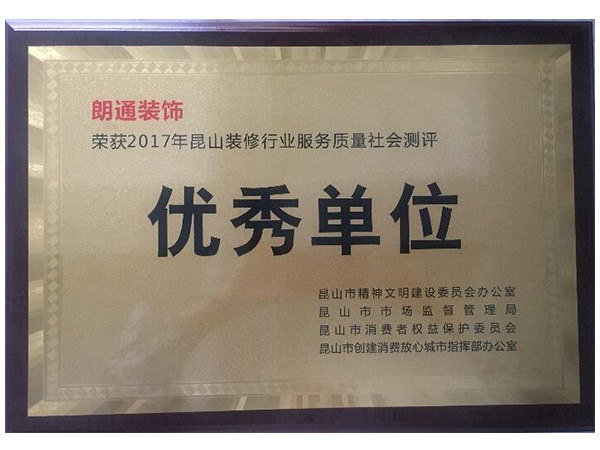 朗通装饰
荣获2017年昆山装修行业服务质量社会测评
优秀单位
昆山市精神文明建设委员会办公室
昆山市市场监督管理局
昆山市消费者权益保护委员会
昆山市创建消费放心城市指挥部办公室